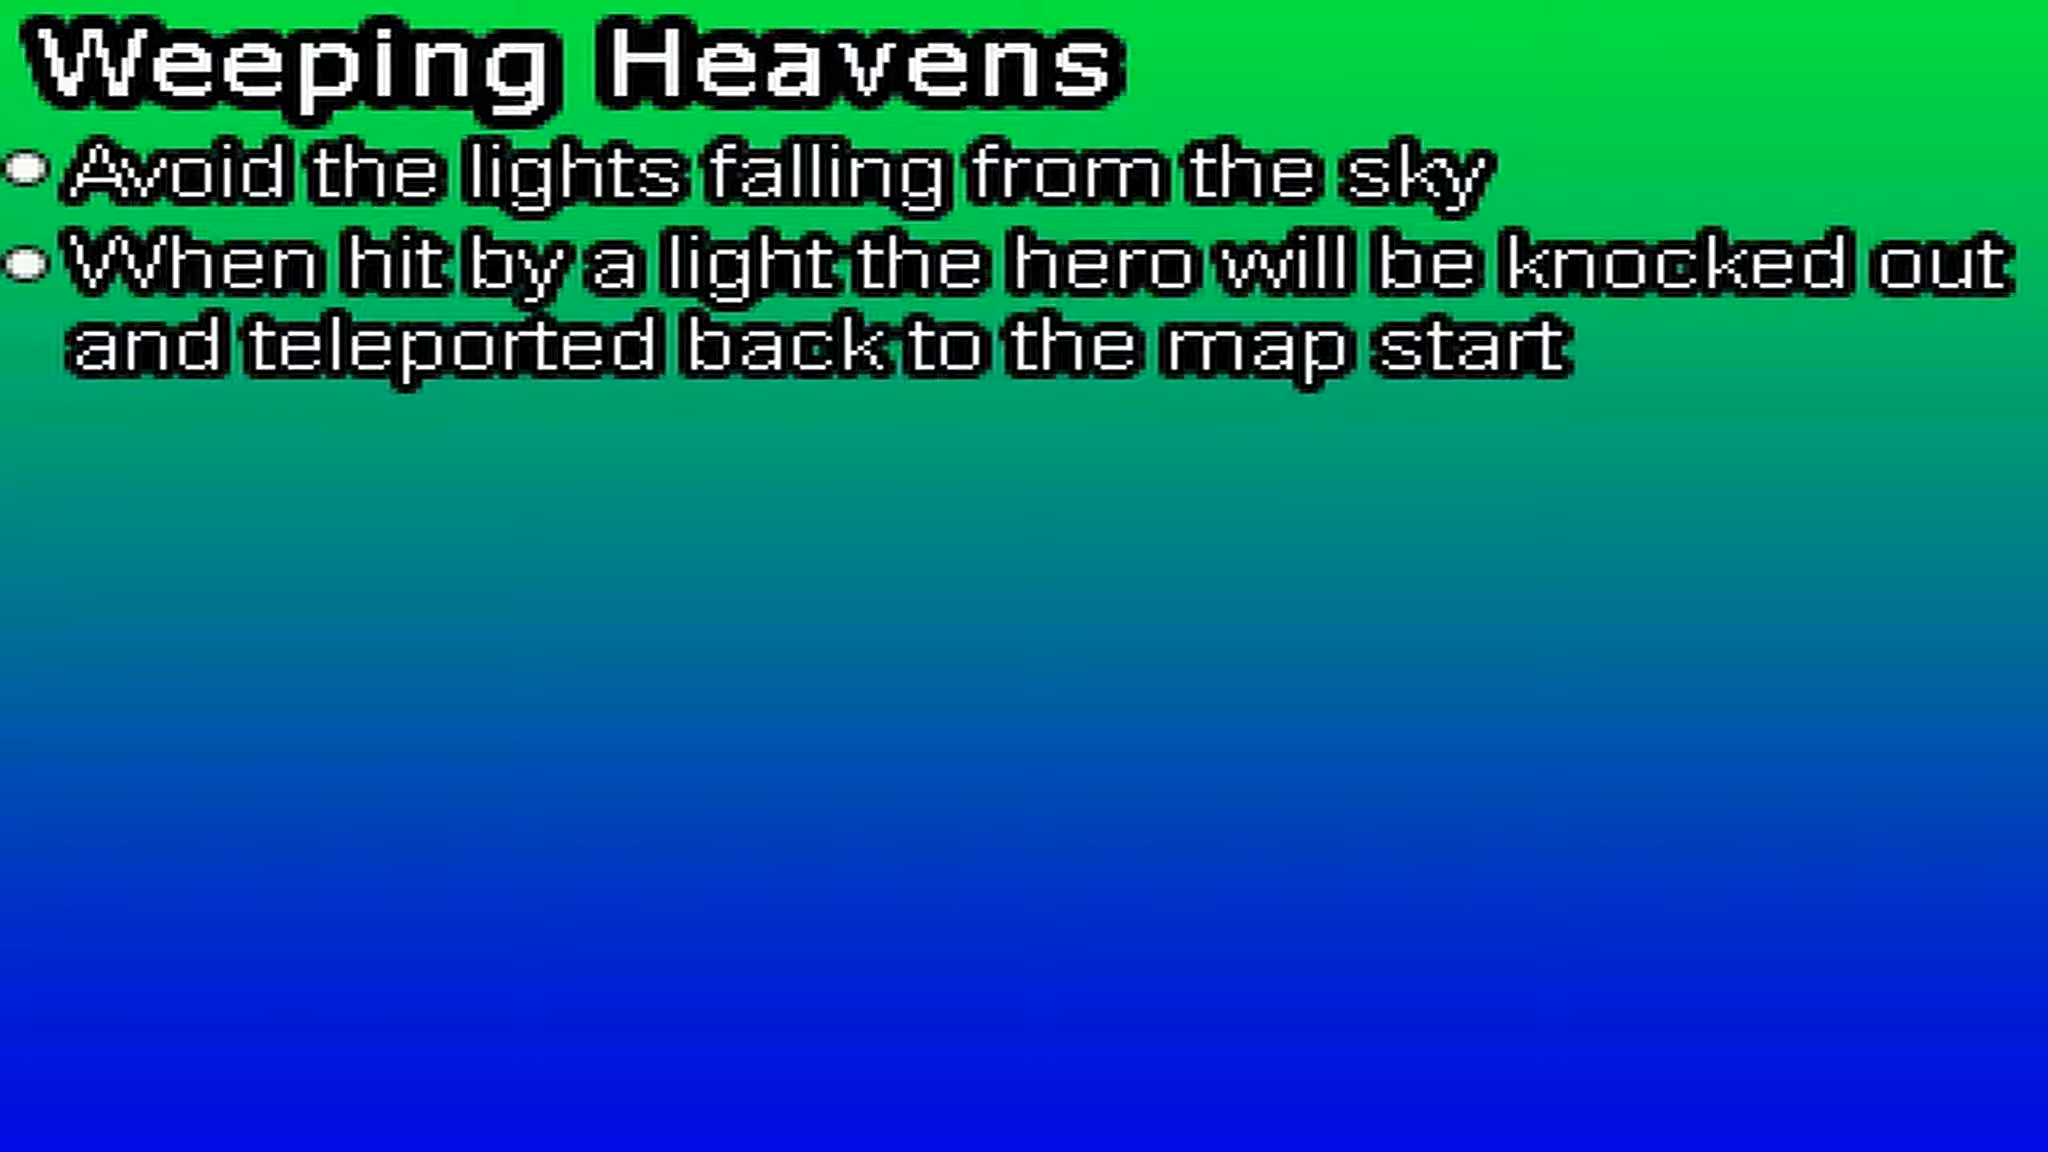 Weeping Heavens
• Avoid the lights falling from the sky
• When hit by a light the hero will be knocked out
and teleported back to the map start